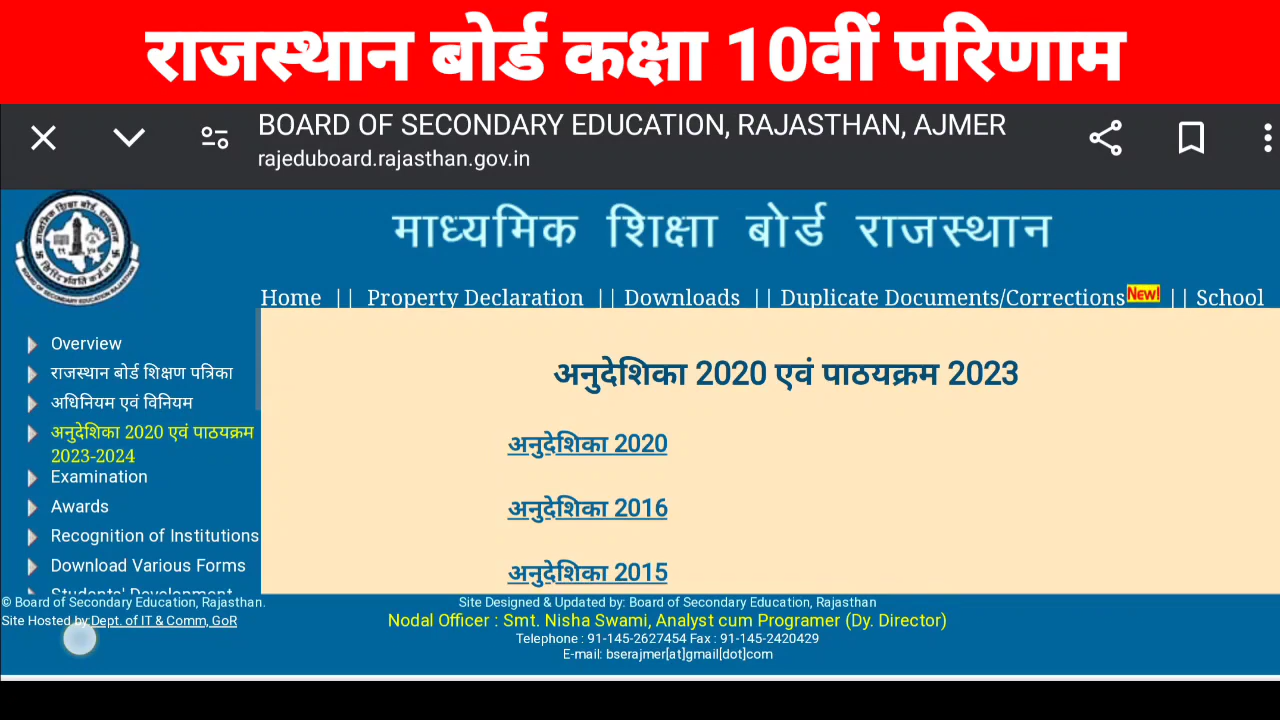 राजस्थान बोर्ड कक्षा 10वीं परिणाम
BOARD OF SECONDARY EDUCATION, RAJASTHAN, AJMER
rajeduboard.rajasthan.gov.in
माध्यमिक शिक्षा बोर्ड राजस्थान
Home || Property Declaration || Downloads || Duplicate Documents/Corrections New! || School
Overview
राजस्थान बोर्ड शिक्षण पत्रिका
अधिनियम एवं विनियम
अनुदेशिका 2020 एवं पाठयक्रम
2023-2024
Examination
Awards
Recognition of Institutions
Download Various Forms
Students' Development
अनुदेशिका 2020 एवं पाठयक्रम 2023
अनुदेशिका 2020
अनुदेशिका 2016
अनुदेशिका 2015
© Board of Secondary Education, Rajasthan.
Site Hosted by:Dept. of IT & Comm, GoR
Site Designed & Updated by: Board of Secondary Education, Rajasthan
Nodal Officer : Smt. Nisha Swami, Analyst cum Programer (Dy. Director)
Telephone : 91-145-2627454 Fax : 91-145-2420429
E-mail: bserajmer[at]gmail[dot]com